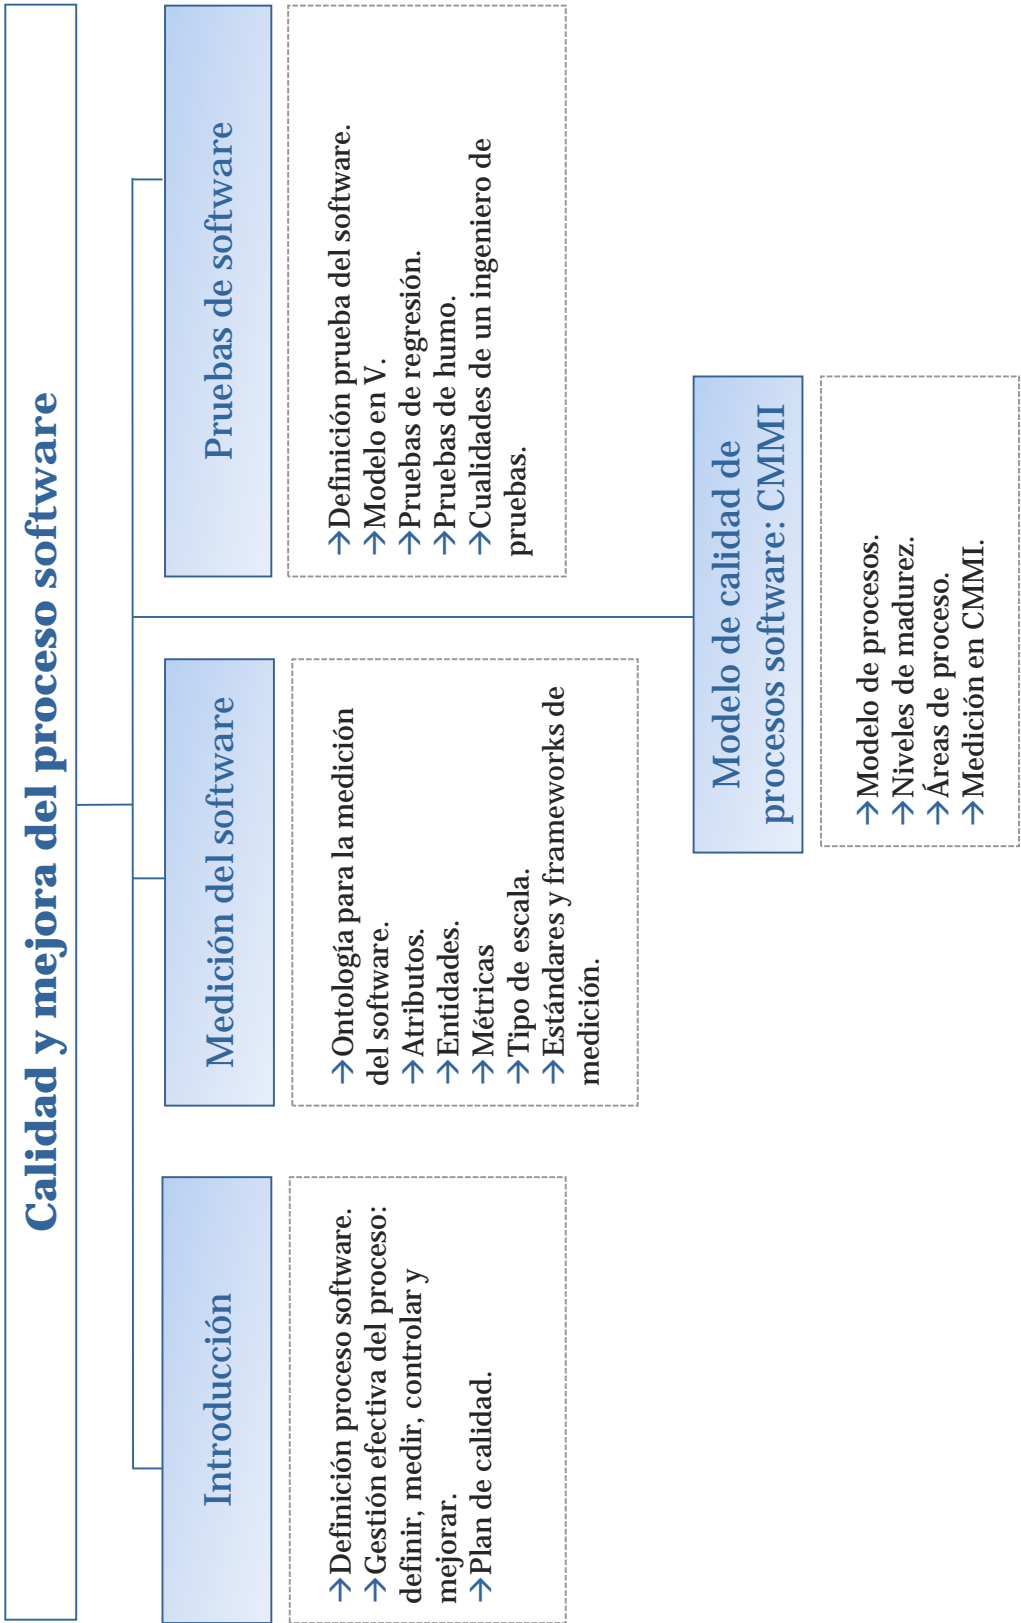 Calidad y mejora del proceso software
Introducción
→Definición proceso software.
→Gestión efectiva del proceso:
definir, medir, controlar y
mejorar.
→Plan de calidad.
Medición del software
→Ontología para la medición
del software.
→Atributos.
→Entidades.
→Métricas
→Tipo de escala.
→Estándares y frameworks de
medición.
Pruebas de software
→Definición prueba del software.
→Modelo en V.
→Pruebas de regresión.
→Pruebas de humo.
→Cualidades de un ingeniero de
pruebas.
Modelo de calidad de
procesos software: CMMI
→Modelo de procesos.
→Niveles de madurez.
→Áreas de proceso.
→Medición en CMMI.